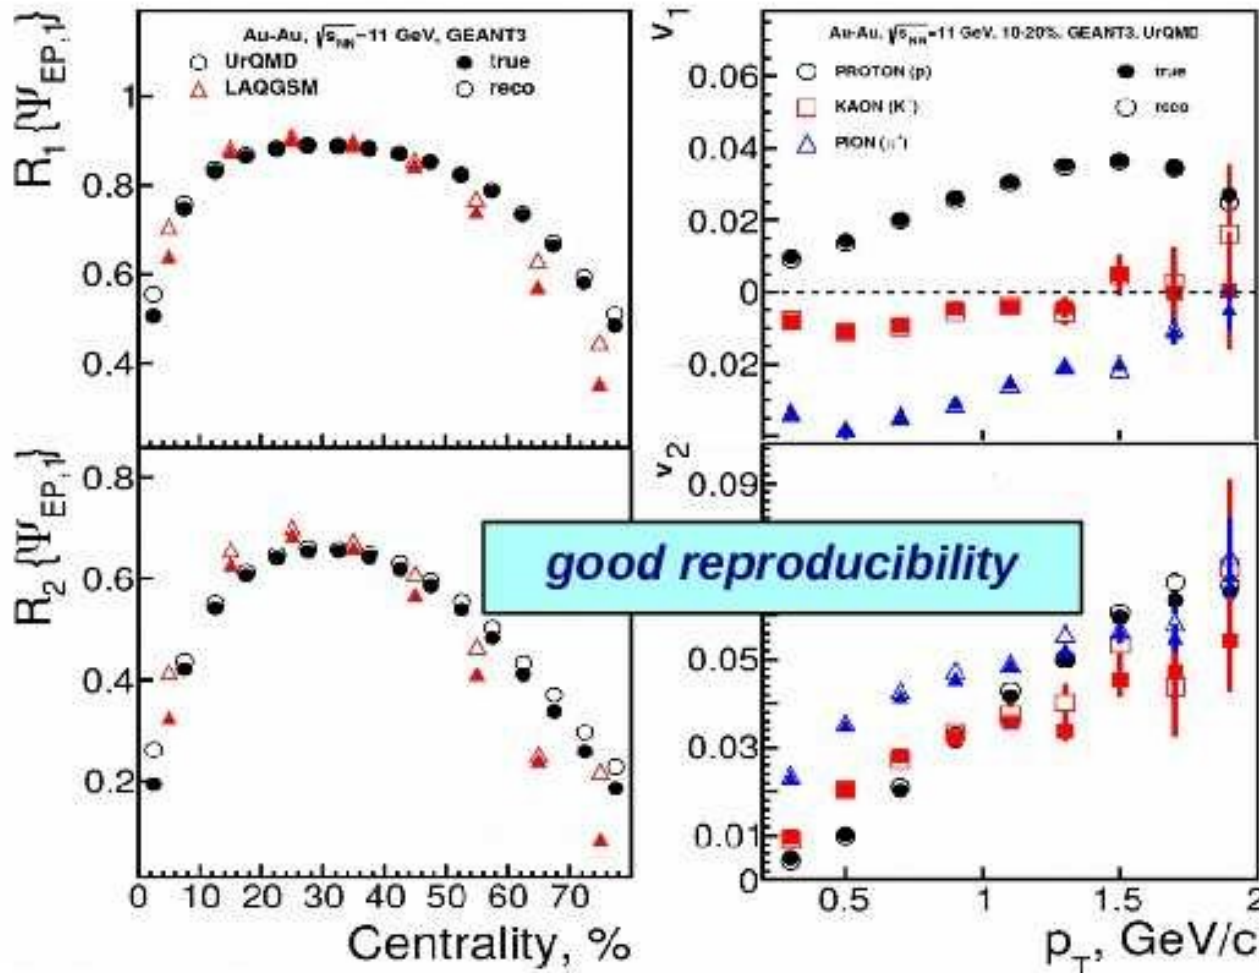 Au-Au, √s_NN=11 GeV, GEANT3
UrQMD true
LAQGSM reco
R₁{Ψ_EP,1}
1
0.8
0.6
0.4
v₁
Au-Au, √s_NN=11 GeV, 10-20%, GEANT3, UrQMD
PROTON (p) true
KAON (K⁻) reco
PION (π⁺)
0.06
0.04
0.02
0
0.02
R₂{Ψ_EP,1}
0.8
0.6
0.4
0.2
0 10 20 30 40 50 60 70
Centrality, %
v₂
0.09
good reproducibility
0.05
0.03
0.01
0
0.5 1 1.5 2
p_T, GeV/c